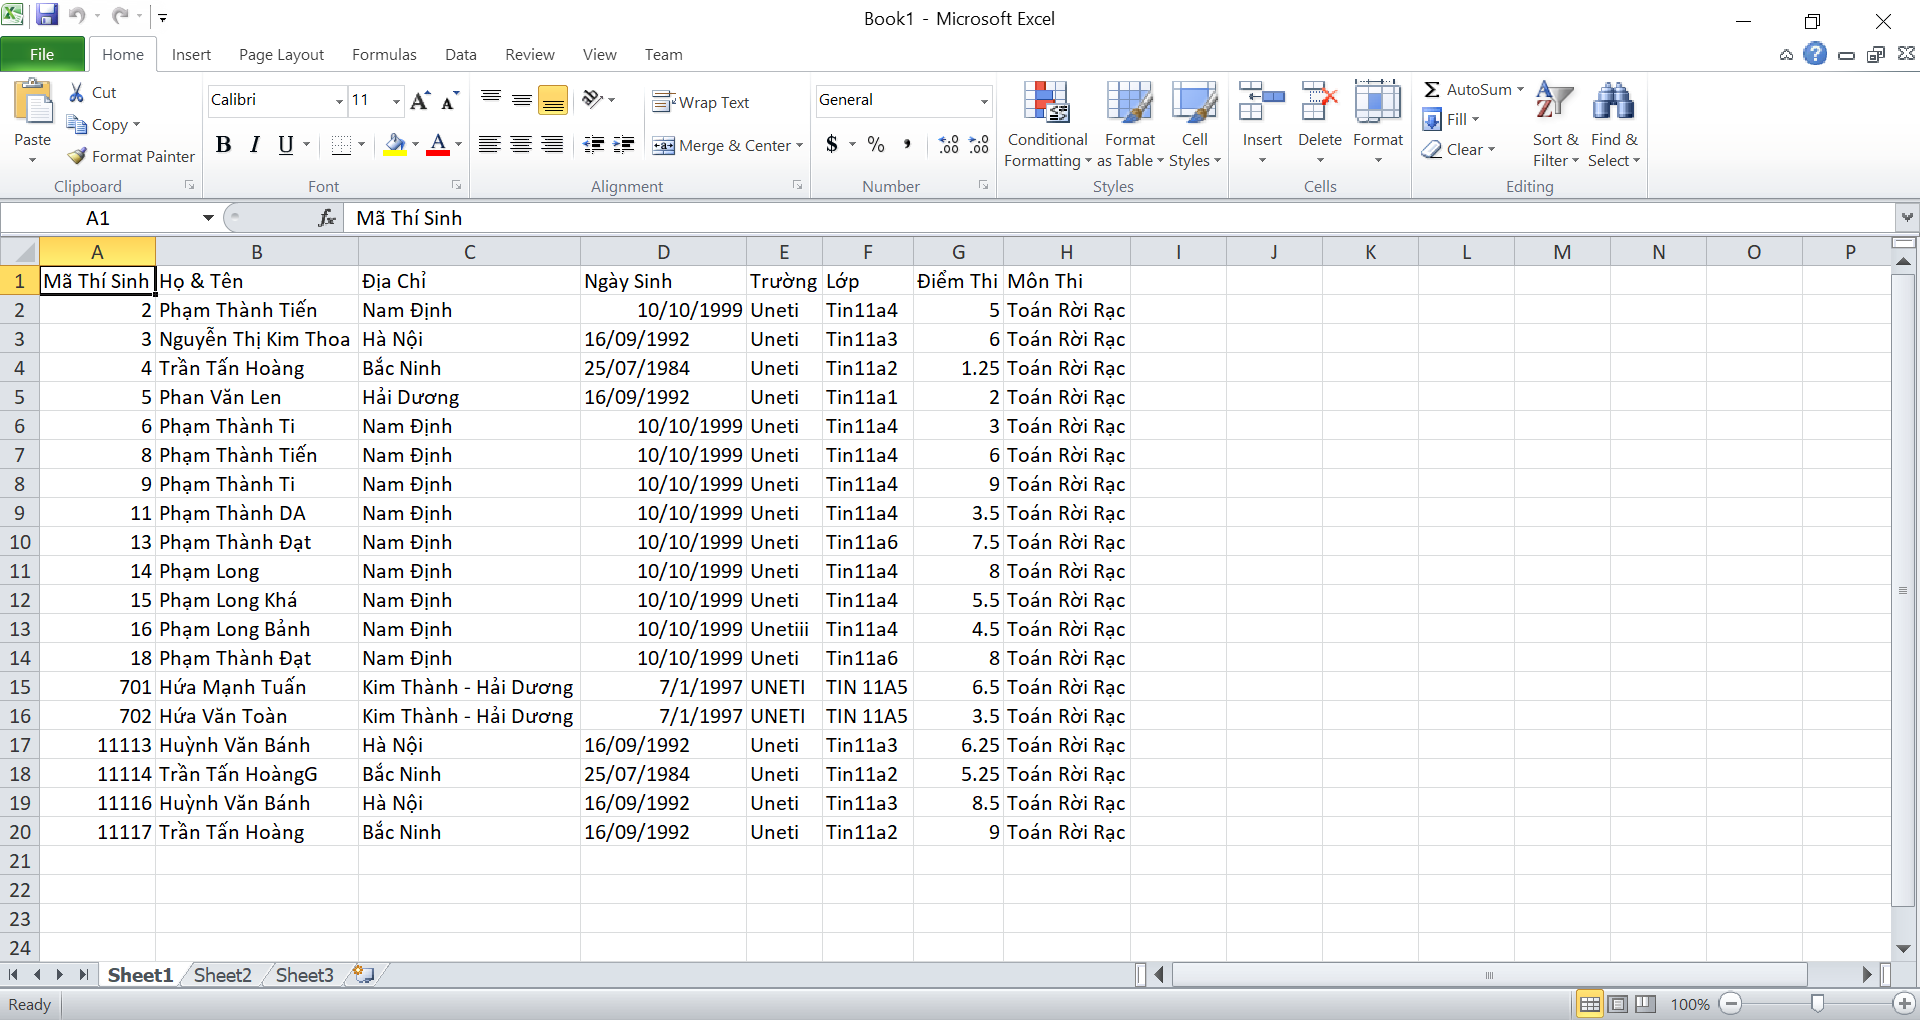 Book1 - Microsoft Excel
File Home Insert Page Layout Formulas Data Review View Team
Paste
Cut
Copy
Format Painter
Clipboard
Calibri 11
B I U
Font
Wrap Text
Merge & Center
Alignment
General
$ % , .0 .00 .00 .0
Number
Conditional Formatting
Format as Table
Cell Styles
Styles
Insert
Delete
Format
Cells
AutoSum
Fill
Clear
Sort & Filter
Find & Select
Editing
A1 fx Mã Thí Sinh
A B C D E F G H I J K L M N O P
1 Mã Thí Sinh Họ & Tên Địa Chỉ Ngày Sinh Trường Lớp Điểm Thi Môn Thi
2 2 Phạm Thành Tiến Nam Định 10/10/1999 Uneti Tin11a4 5 Toán Rời Rạc
3 3 Nguyễn Thị Kim Thoa Hà Nội 16/09/1992 Uneti Tin11a3 6 Toán Rời Rạc
4 4 Trần Tấn Hoàng Bắc Ninh 25/07/1984 Uneti Tin11a2 1.25 Toán Rời Rạc
5 5 Phan Văn Len Hải Dương 16/09/1992 Uneti Tin11a1 2 Toán Rời Rạc
6 6 Phạm Thành Ti Nam Định 10/10/1999 Uneti Tin11a4 3 Toán Rời Rạc
7 8 Phạm Thành Tiến Nam Định 10/10/1999 Uneti Tin11a4 6 Toán Rời Rạc
8 9 Phạm Thành Ti Nam Định 10/10/1999 Uneti Tin11a4 9 Toán Rời Rạc
9 11 Phạm Thành DA Nam Định 10/10/1999 Uneti Tin11a4 3.5 Toán Rời Rạc
10 13 Phạm Thành Đạt Nam Định 10/10/1999 Uneti Tin11a6 7.5 Toán Rời Rạc
11 14 Phạm Long Nam Định 10/10/1999 Uneti Tin11a4 8 Toán Rời Rạc
12 15 Phạm Long Khá Nam Định 10/10/1999 Uneti Tin11a4 5.5 Toán Rời Rạc
13 16 Phạm Long Bảnh Nam Định 10/10/1999 Unetiii Tin11a4 4.5 Toán Rời Rạc
14 18 Phạm Thành Đạt Nam Định 10/10/1999 Uneti Tin11a6 8 Toán Rời Rạc
15 701 Hứa Mạnh Tuấn Kim Thành - Hải Dương 7/1/1997 UNETI TIN 11A5 6.5 Toán Rời Rạc
16 702 Hứa Văn Toàn Kim Thành - Hải Dương 7/1/1997 UNETI TIN 11A5 3.5 Toán Rời Rạc
17 11113 Huỳnh Văn Bánh Hà Nội 16/09/1992 Uneti Tin11a3 6.25 Toán Rời Rạc
18 11114 Trần Tấn HoàngG Bắc Ninh 25/07/1984 Uneti Tin11a2 5.25 Toán Rời Rạc
19 11116 Huỳnh Văn Bánh Hà Nội 16/09/1992 Uneti Tin11a3 8.5 Toán Rời Rạc
20 11117 Trần Tấn Hoàng Bắc Ninh 16/09/1992 Uneti Tin11a2 9 Toán Rời Rạc
21
22
23
24
Sheet1 Sheet2 Sheet3
Ready 100%